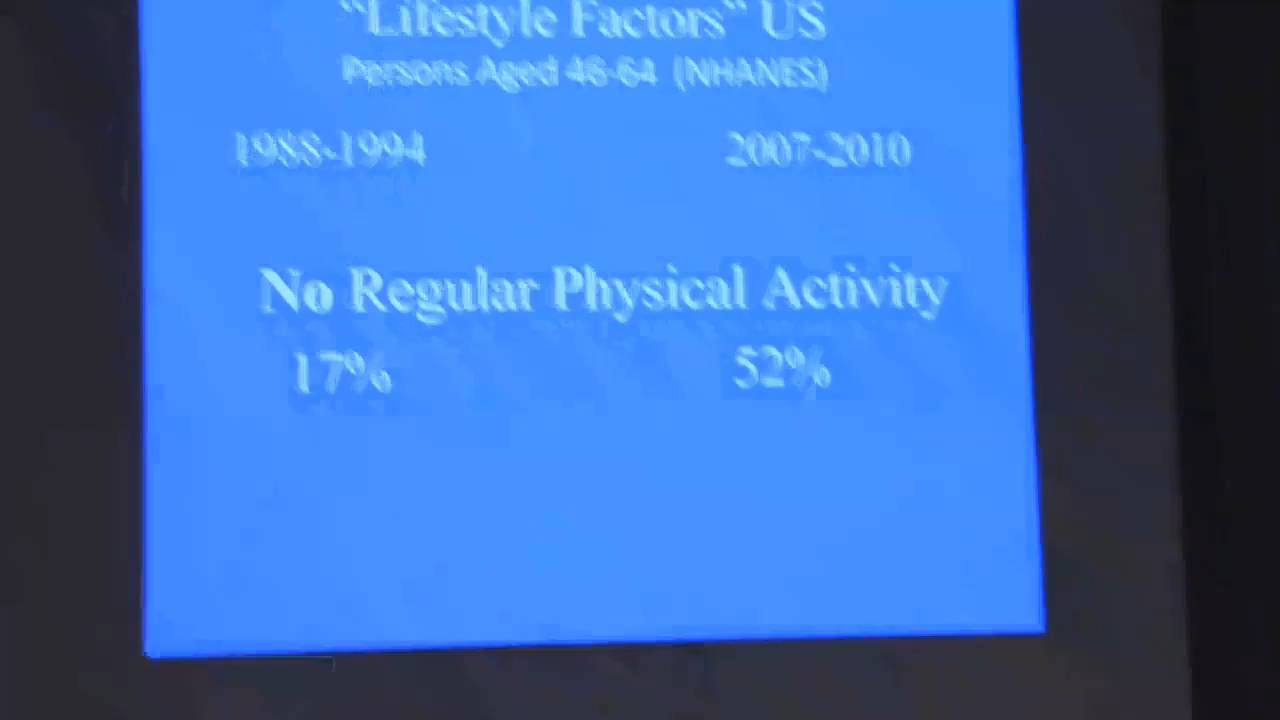 “Lifestyle Factors” US
Persons Aged 46-64 (NHANES)
1988-1994 2007-2010
No Regular Physical Activity
17% 52%